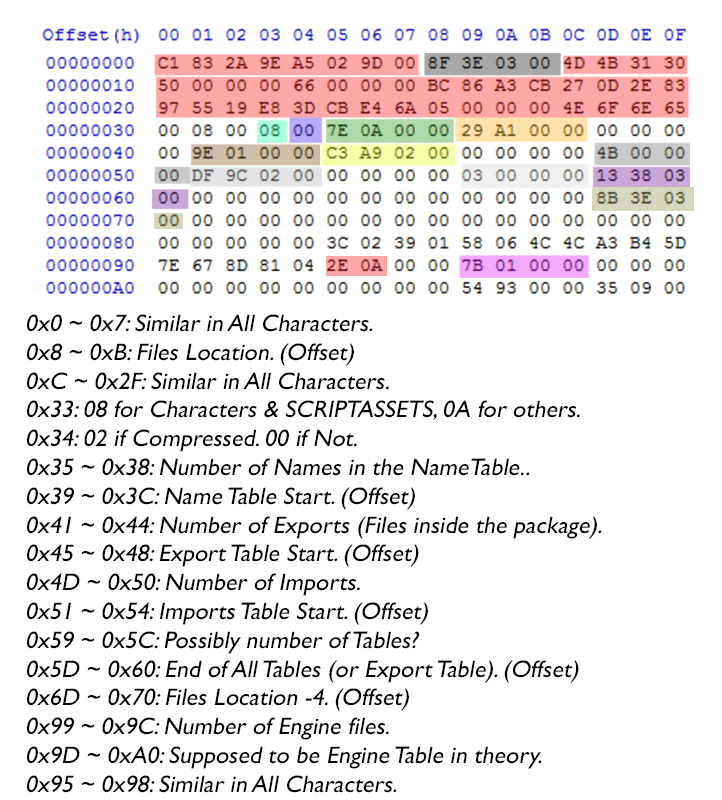 Offset(h) 00 01 02 03 04 05 06 07 08 09 0A 0B 0C 0D 0E 0F
00000000 C1 83 2A 9E A5 02 9D 00 8F 3E 03 00 4D 4B 31 30
00000010 50 00 00 00 66 00 00 00 BC 86 A3 CB 27 0D 2E 83
00000020 97 55 19 E8 3D CB E4 6A 05 00 00 00 4E 6F 6E 65
00000030 00 08 00 08 00 7E 0A 00 00 29 A1 00 00 00 00 00
00000040 00 9E 01 00 00 C3 A9 02 00 00 00 00 00 4B 00 00
00000050 00 DF 9C 02 00 00 00 00 00 03 00 00 00 13 38 03
00000060 00 00 00 00 00 00 00 00 00 00 00 00 00 8B 3E 03
00000070 00 00 00 00 00 00 00 00 00 00 00 00 00 00 00 00
00000080 00 00 00 00 00 3C 02 39 01 58 06 4C 4C A3 B4 5D
00000090 7E 67 8D 81 04 2E 0A 00 00 7B 01 00 00 00 00 00
000000A0 00 00 00 00 00 00 00 00 00 54 93 00 00 35 09 00
0x0 ~ 0x7: Similar in All Characters.
0x8 ~ 0xB: Files Location. (Offset)
0xC ~ 0x2F: Similar in All Characters.
0x33: 08 for Characters & SCRIPTASSETS, 0A for others.
0x34: 02 if Compressed. 00 if Not.
0x35 ~ 0x38: Number of Names in the NameTable..
0x39 ~ 0x3C: Name Table Start. (Offset)
0x41 ~ 0x44: Number of Exports (Files inside the package).
0x45 ~ 0x48: Export Table Start. (Offset)
0x4D ~ 0x50: Number of Imports.
0x51 ~ 0x54: Imports Table Start. (Offset)
0x59 ~ 0x5C: Possibly number of Tables?
0x5D ~ 0x60: End of All Tables (or Export Table). (Offset)
0x6D ~ 0x70: Files Location -4. (Offset)
0x99 ~ 0x9C: Number of Engine files.
0x9D ~ 0xA0: Supposed to be Engine Table in theory.
0x95 ~ 0x98: Similar in All Characters.